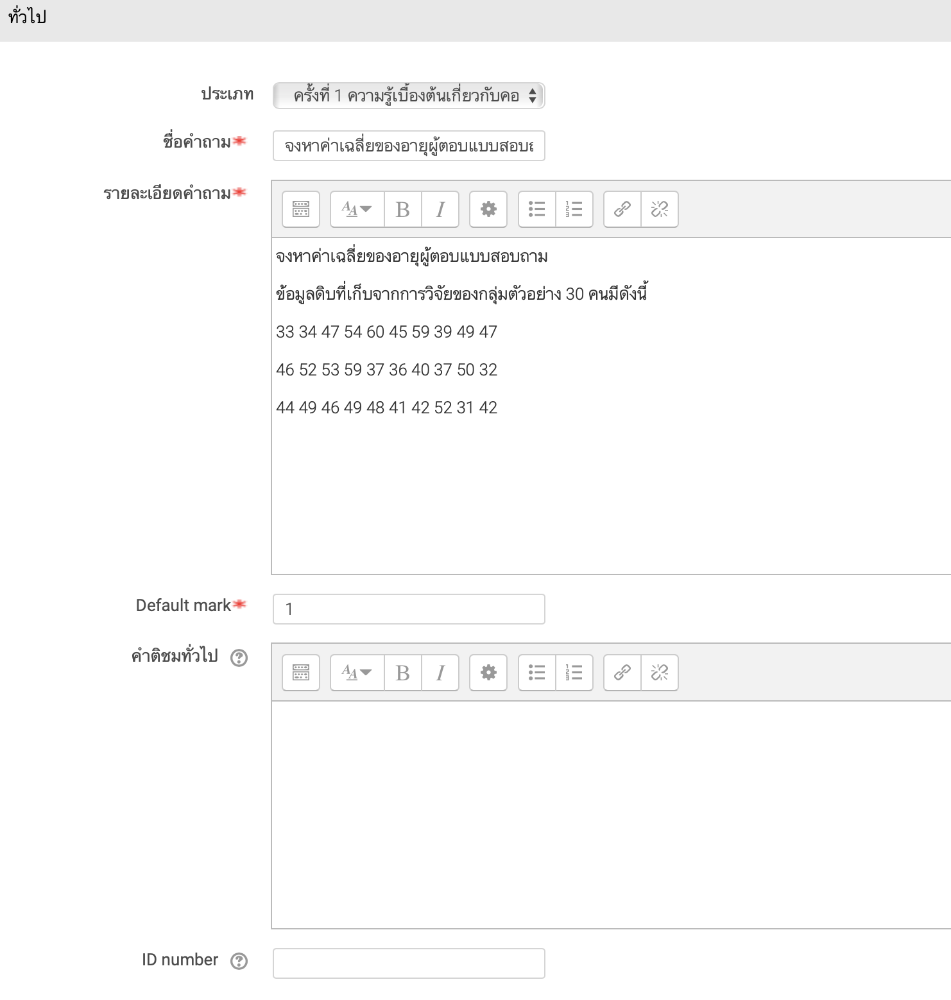 ทั่วไป
ประเภท
ครั้งที่ 1 ความรู้เบื้องต้นเกี่ยวกับคอ
ชื่อคำถาม
จงหาค่าเฉลี่ยของอายุผู้ตอบแบบสอบถ
รายละเอียดคำถาม
จงหาค่าเฉลี่ยของอายุผู้ตอบแบบสอบถาม
ข้อมูลดิบที่เก็บจากการวิจัยของกลุ่มตัวอย่าง 30 คนมีดังนี้
33 34 47 54 60 45 59 39 49 47
46 52 53 59 37 36 40 37 50 32
44 49 46 49 48 41 42 52 31 42
Default mark
1
คำติชมทั่วไป
ID number